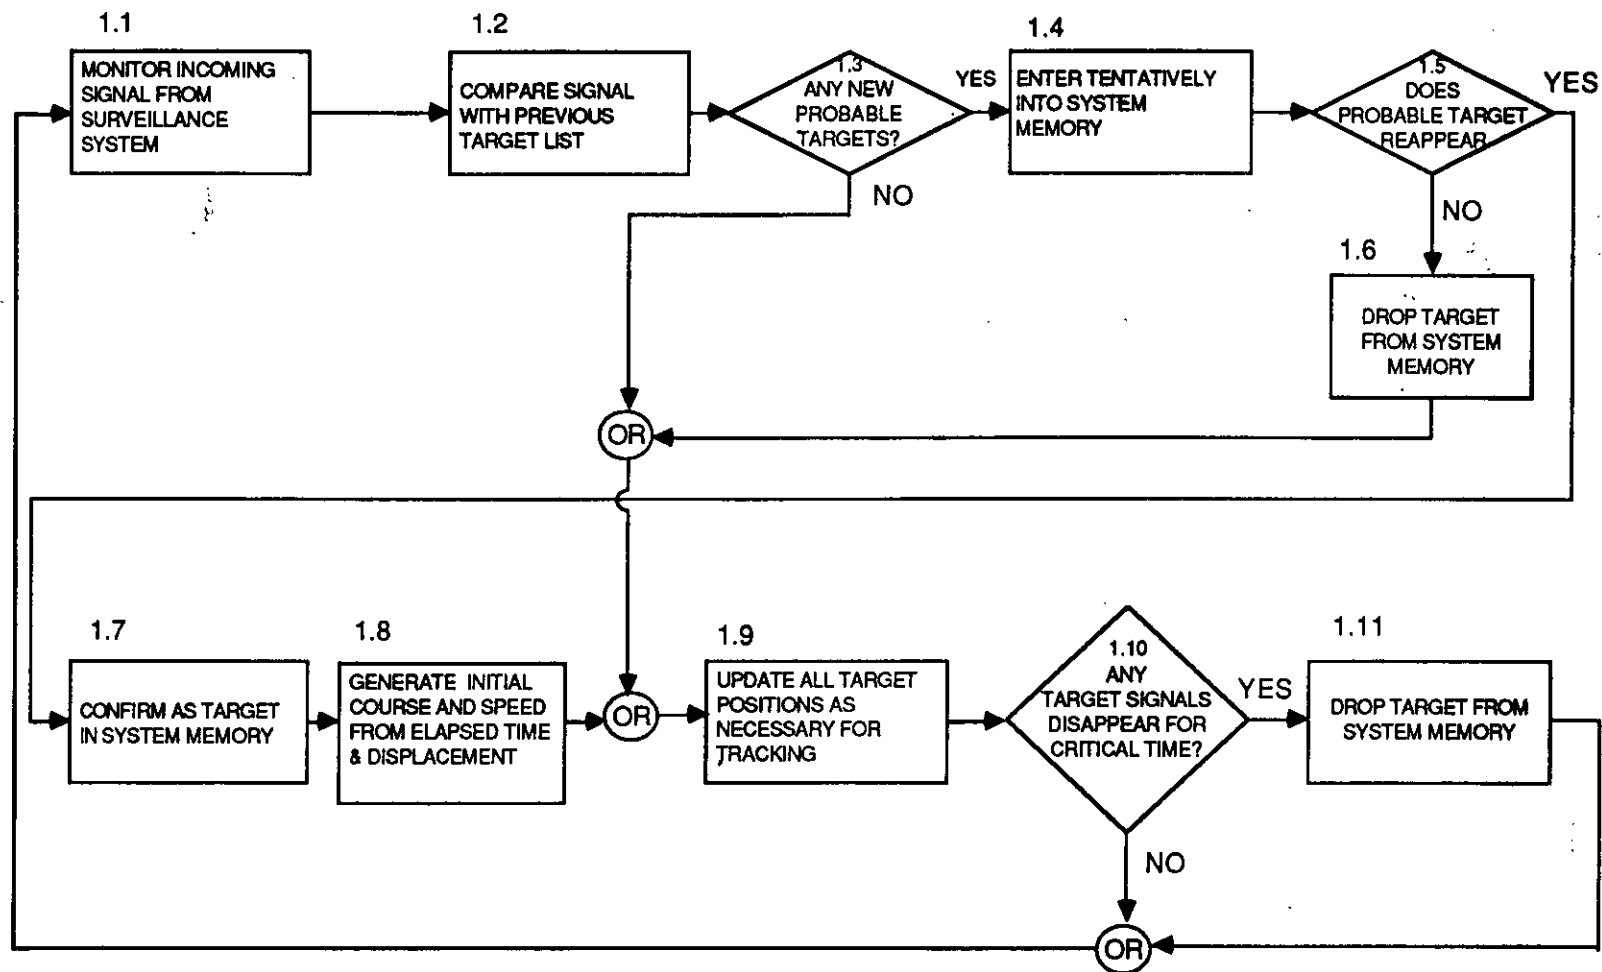 1.1
MONITOR INCOMING
SIGNAL FROM
SURVEILLANCE
SYSTEM
1.2
COMPARE SIGNAL
WITH PREVIOUS
TARGET LIST
1.3
ANY NEW
PROBABLE
TARGETS?
YES
NO
1.4
ENTER TENTATIVELY
INTO SYSTEM
MEMORY
1.5
DOES
PROBABLE TARGET
REAPPEAR
YES
NO
1.6
DROP TARGET
FROM SYSTEM
MEMORY
OR
1.7
CONFIRM AS TARGET
IN SYSTEM MEMORY
1.8
GENERATE INITIAL
COURSE AND SPEED
FROM ELAPSED TIME
& DISPLACEMENT
OR
1.9
UPDATE ALL TARGET
POSITIONS AS
NECESSARY FOR
TRACKING
1.10
ANY
TARGET SIGNALS
DISAPPEAR FOR
CRITICAL TIME?
YES
NO
1.11
DROP TARGET FROM
SYSTEM MEMORY
OR